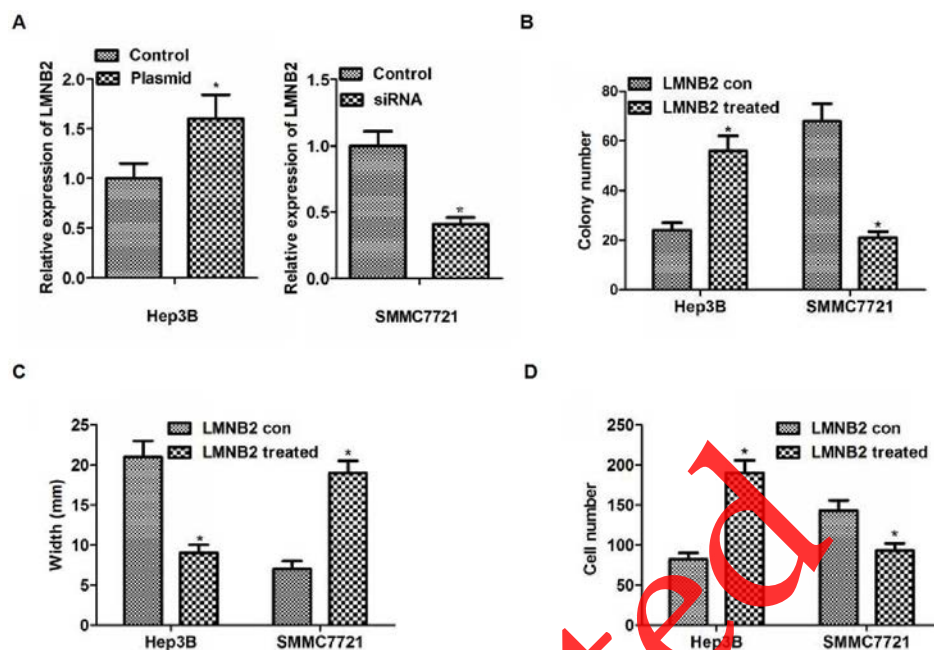 A
Control
Plasmid
Relative expression of LMNB2
2.0
1.5
1.0
0.5
0.0
*
Hep3B
Control
siRNA
Relative expression of LMNB2
1.5
1.0
0.5
0.0
*
SMMC7721
B
LMNB2 con
LMNB2 treated
Colony number
80
60
40
20
0
*
*
Hep3B
SMMC7721
C
LMNB2 con
LMNB2 treated
Width (mm)
25
20
15
10
5
0
*
*
Hep3B
SMMC7721
D
LMNB2 con
LMNB2 treated
Cell number
250
200
150
100
50
0
*
*
Hep3B
SMMC7721
ted